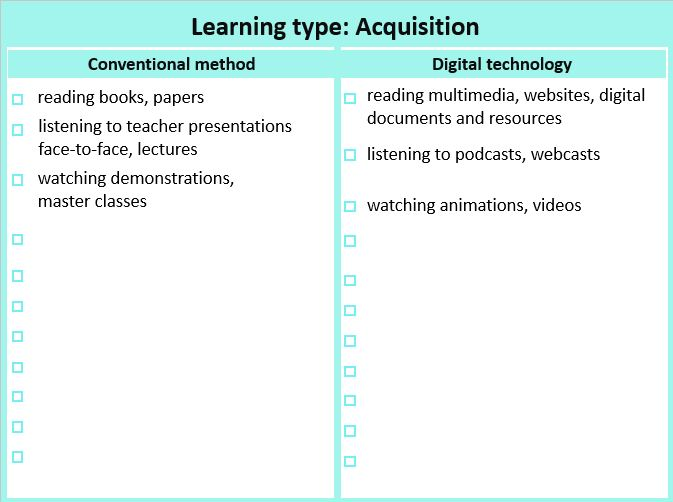 Learning type: Acquisition
Conventional method
reading books, papers
listening to teacher presentations
face-to-face, lectures
watching demonstrations,
master classes
Digital technology
reading multimedia, websites, digital
documents and resources
listening to podcasts, webcasts
watching animations, videos